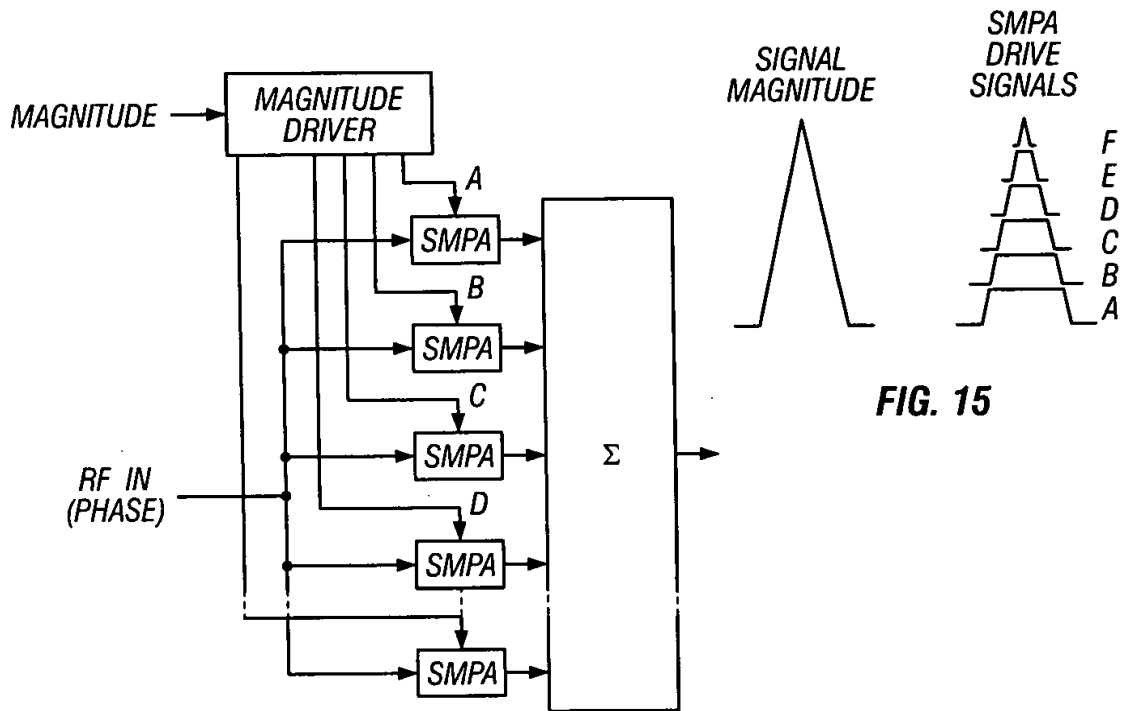 MAGNITUDE
MAGNITUDE
DRIVER
A
SMPA
B
SMPA
C
SMPA
RF IN
(PHASE)
D
SMPA
SMPA
Σ
SIGNAL
MAGNITUDE
SMPA
DRIVE
SIGNALS
F
E
D
C
B
A
FIG. 15